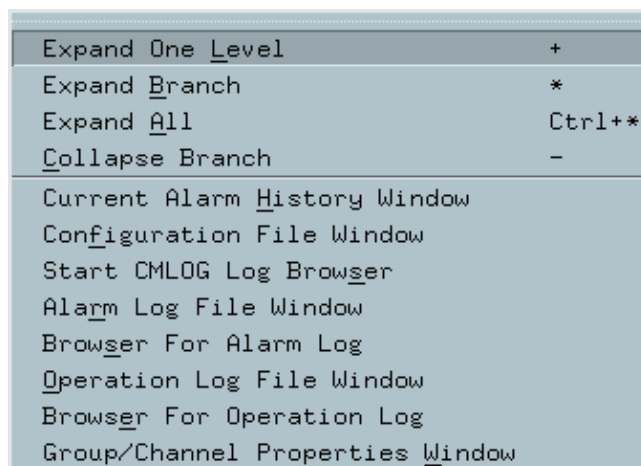 Expand One Level +
Expand Branch *
Expand All Ctrl+*
Collapse Branch -
Current Alarm History Window
Configuration File Window
Start CMLOG Log Browser
Alarm Log File Window
Browser For Alarm Log
Operation Log File Window
Browser For Operation Log
Group/Channel Properties Window